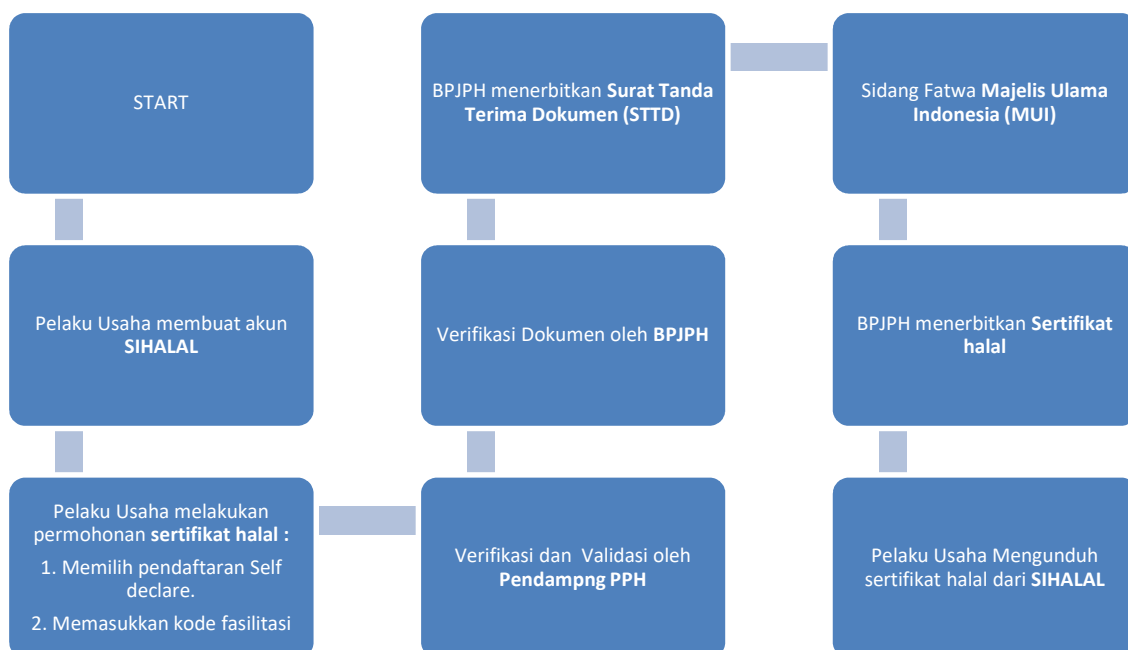 START
Pelaku Usaha membuat akun
SIHALAL
Pelaku Usaha melakukan
permohonan sertifikat halal :
1. Memilih pendaftaran Self
declare.
2. Memasukkan kode fasilitasi
Verifikasi dan  Validasi oleh
Pendampng PPH
Verifikasi Dokumen oleh BPJPH
BPJPH menerbitkan Surat Tanda
Terima Dokumen (STTD)
Sidang Fatwa Majelis Ulama
Indonesia (MUI)
BPJPH menerbitkan Sertifikat
halal
Pelaku Usaha Mengunduh
sertifikat halal dari SIHALAL